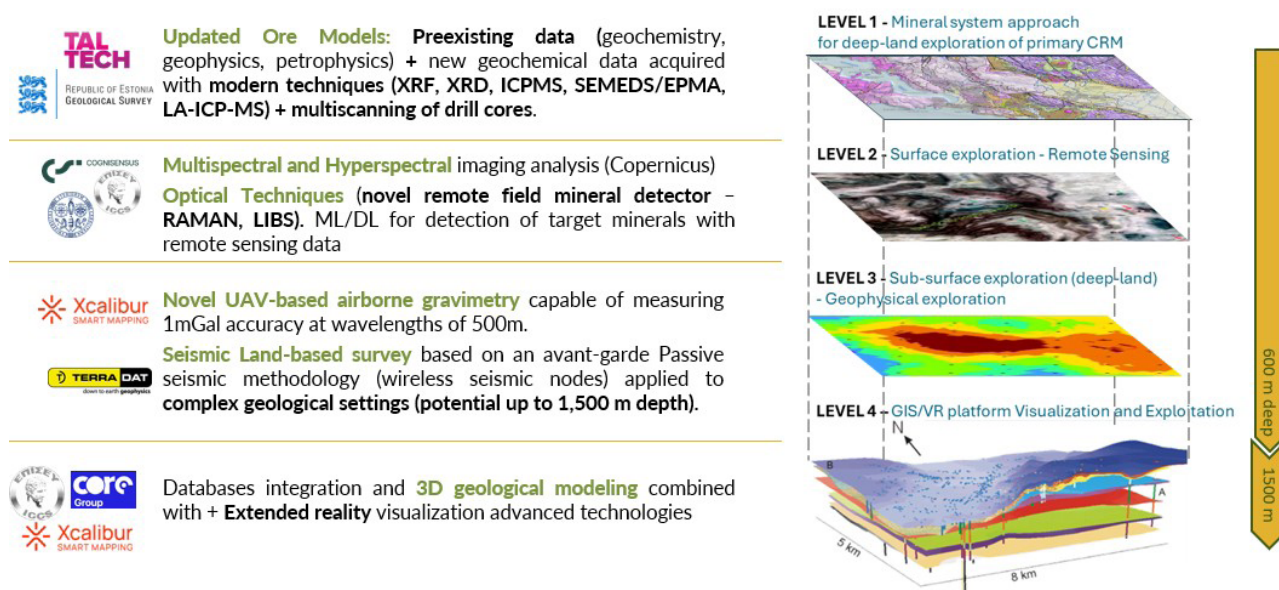 TAL
TECH
REPUBLIC OF ESTONIA
GEOLOGICAL SURVEY
Updated Ore Models: Preexisting data (geochemistry,
geophysics, petrophysics) + new geochemical data acquired
with modern techniques (XRF, XRD, ICPMS, SEMEDS/EPMA,
LA-ICP-MS) + multiscanning of drill cores.
COGNISENSUS
ΕΠΙΣΕΥ
ICCS
Multispectral and Hyperspectral imaging analysis (Copernicus)
Optical Techniques (novel remote field mineral detector –
RAMAN, LIBS). ML/DL for detection of target minerals with
remote sensing data
Xcalibur
SMART MAPPING
Novel UAV-based airborne gravimetry capable of measuring
1mGal accuracy at wavelengths of 500m.
TERRA DAT
down to earth geophysics
Seismic Land-based survey based on an avant-garde Passive
seismic methodology (wireless seismic nodes) applied to
complex geological settings (potential up to 1,500 m depth).
ΕΠΙΣΕΥ
ICCS
core
Group
Xcalibur
SMART MAPPING
Databases integration and 3D geological modeling combined
with + Extended reality visualization advanced technologies
LEVEL 1 - Mineral system approach
for deep-land exploration of primary CRM
LEVEL 2 - Surface exploration - Remote Sensing
LEVEL 3 - Sub-surface exploration (deep-land)
- Geophysical exploration
LEVEL 4 – GIS/VR platform Visualization and Exploitation
N
B
A
5 km
8 km
600 m deep
1500 m